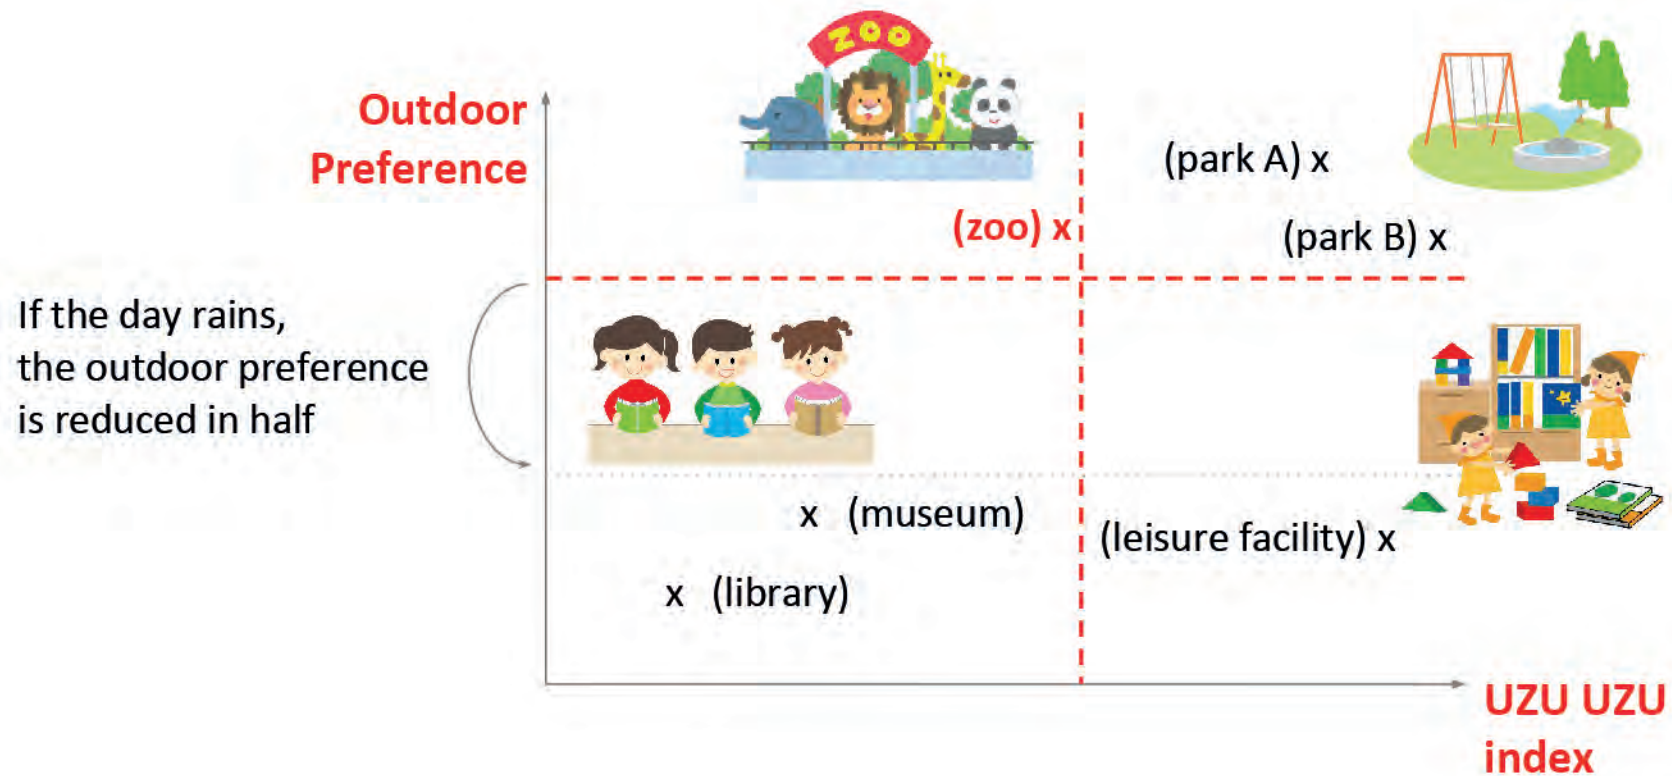 ZOO
Outdoor
Preference
(park A) x
(zoo) x
(park B) x
If the day rains,
the outdoor preference
is reduced in half
x (museum)
(leisure facility) x
x (library)
UZU UZU
index